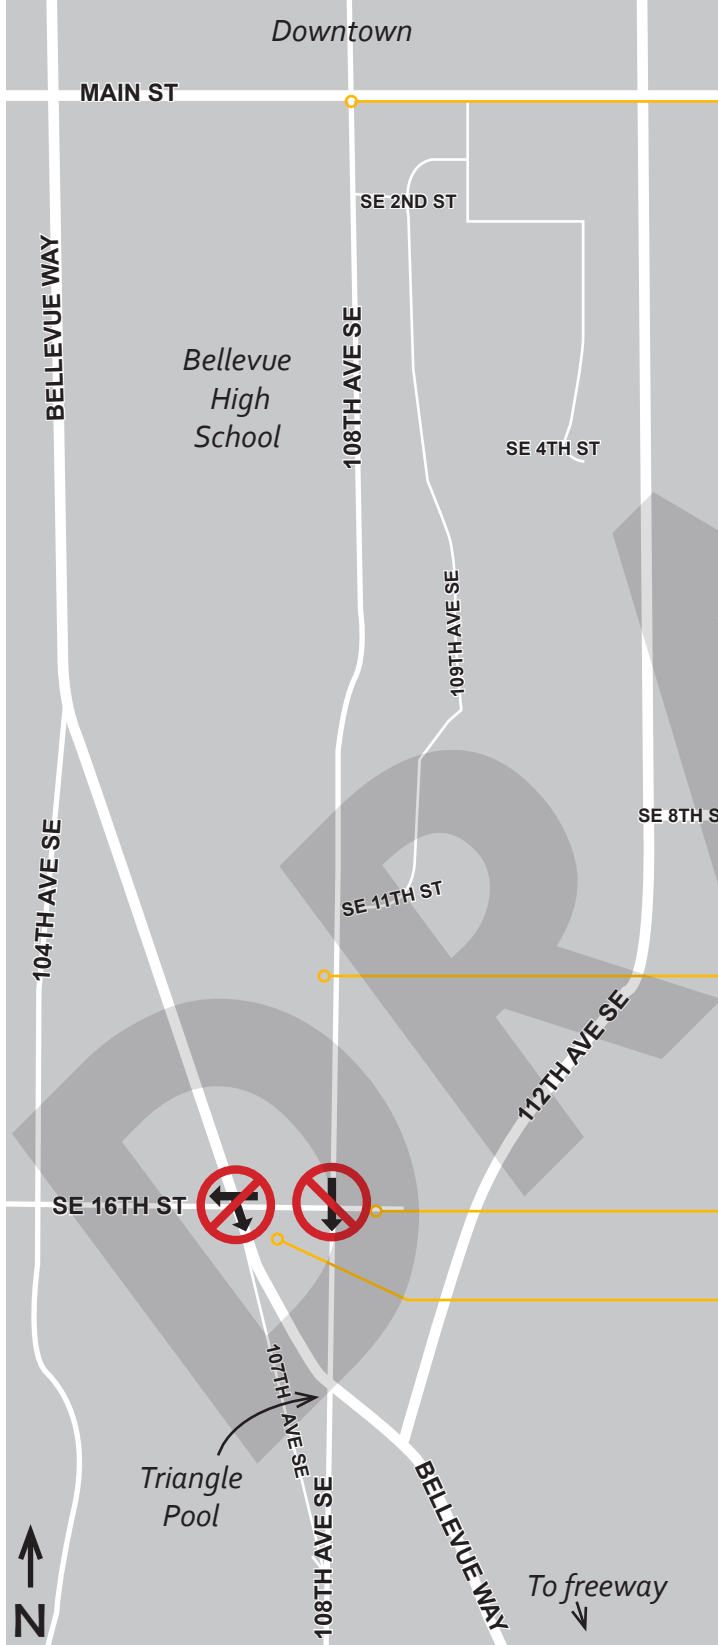 Downtown
MAIN ST
SE 2ND ST
BELLEVUE WAY
108TH AVE SE
Bellevue
High
School
SE 4TH ST
109TH AVE SE
SE 8TH S
104TH AVE SE
SE 11TH ST
112TH AVE SE
SE 16TH ST
107TH AVE SE
Triangle
Pool
108TH AVE SE
BELLEVUE WAY
To freeway
N
DR